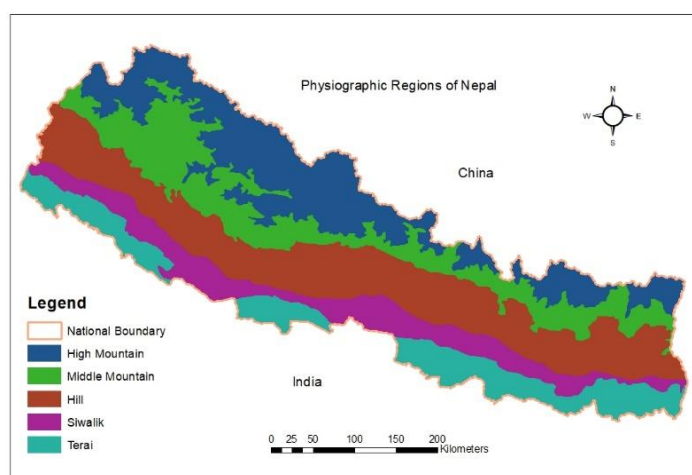 Physiographic Regions of Nepal
N
W E
S
China
Legend
National Boundary
High Mountain
Middle Mountain
Hill
Siwalik
Terai
India
0 25 50 100 150 200
Kilometers